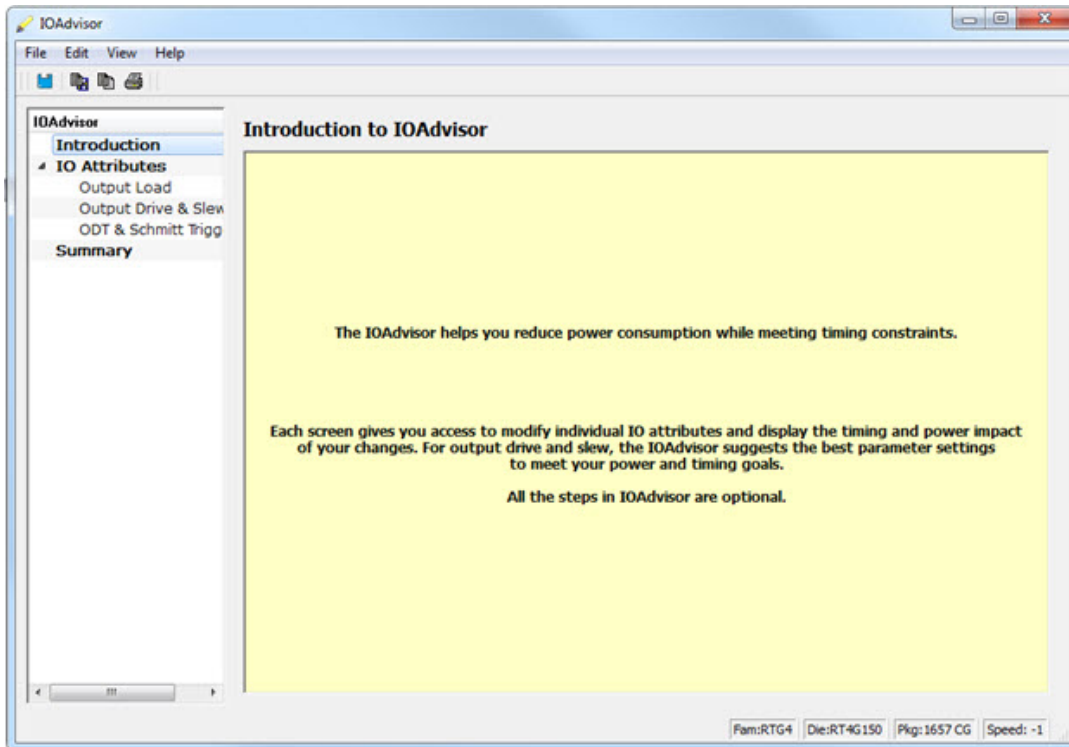 IOAdvisor
File Edit View Help
IOAdvisor
Introduction
IO Attributes
Output Load
Output Drive & Slew
ODT & Schmitt Trigg
Summary
Introduction to IOAdvisor
The IOAdvisor helps you reduce power consumption while meeting timing constraints.
Each screen gives you access to modify individual IO attributes and display the timing and power impact
of your changes. For output drive and slew, the IOAdvisor suggests the best parameter settings
to meet your power and timing goals.
All the steps in IOAdvisor are optional.
Fam:RTG4 Die:RT4G150 Pkg:1657 CG Speed: -1